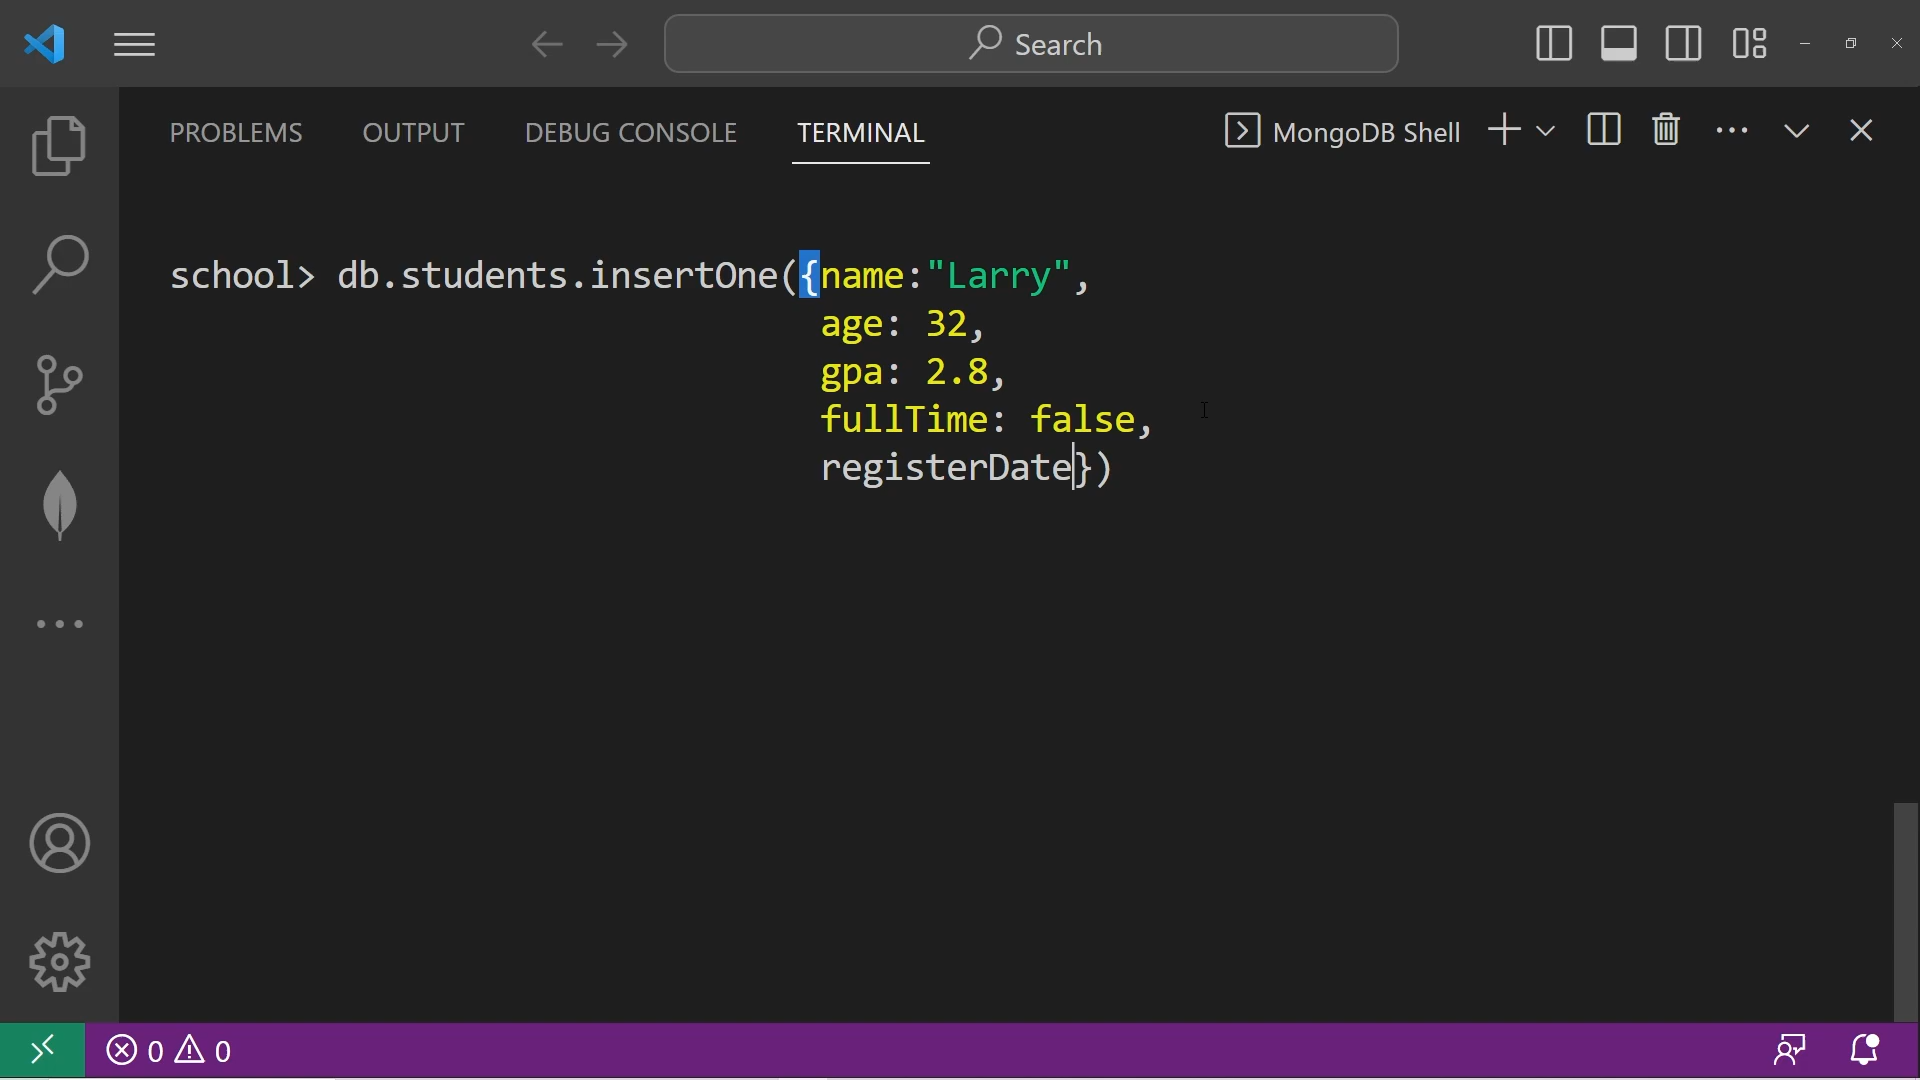 Search
PROBLEMS OUTPUT DEBUG CONSOLE TERMINAL MongoDB Shell
school> db.students.insertOne({name:"Larry",
age: 32,
gpa: 2.8,
fullTime: false,
registerDate})
0 0